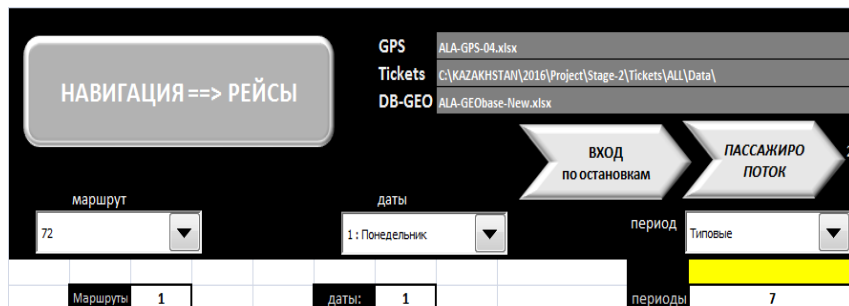 GPS ALA-GPS-04.xlsx
Tickets C:\KAZAKHSTAN\2016\Project\Stage-2\Tickets\ALL\Data\
НАВИГАЦИЯ ==> РЕЙСЫ
DB-GEO ALA-GEObase-New.xlsx
ВХОД
по остановкам
ПАССАЖИРО
ПОТОК
маршрут
даты
период
72
1 : Понедельник
Типовые
Маршруты 1
даты: 1
периоды 7